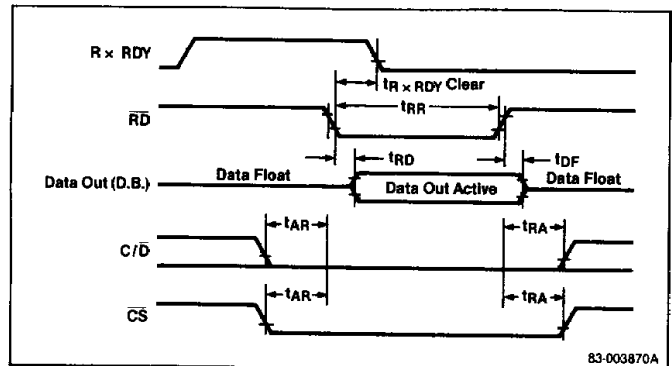 R × RDY
tR × RDY Clear
tRR
RD
tRD
tDF
Data Out (D.B.)
Data Float
Data Out Active
Data Float
tAR
tRA
C/D
tAR
tRA
CS
83-003870A